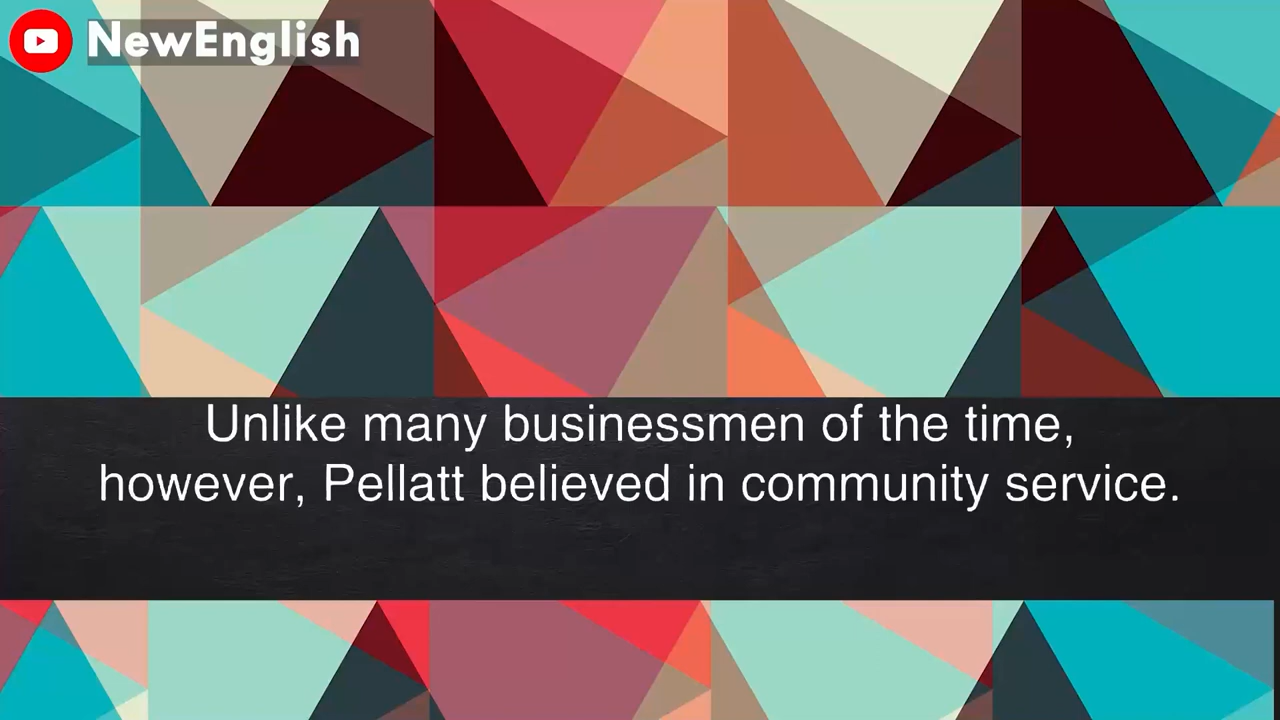 NewEnglish
Unlike many businessmen of the time,
however, Pellatt believed in community service.